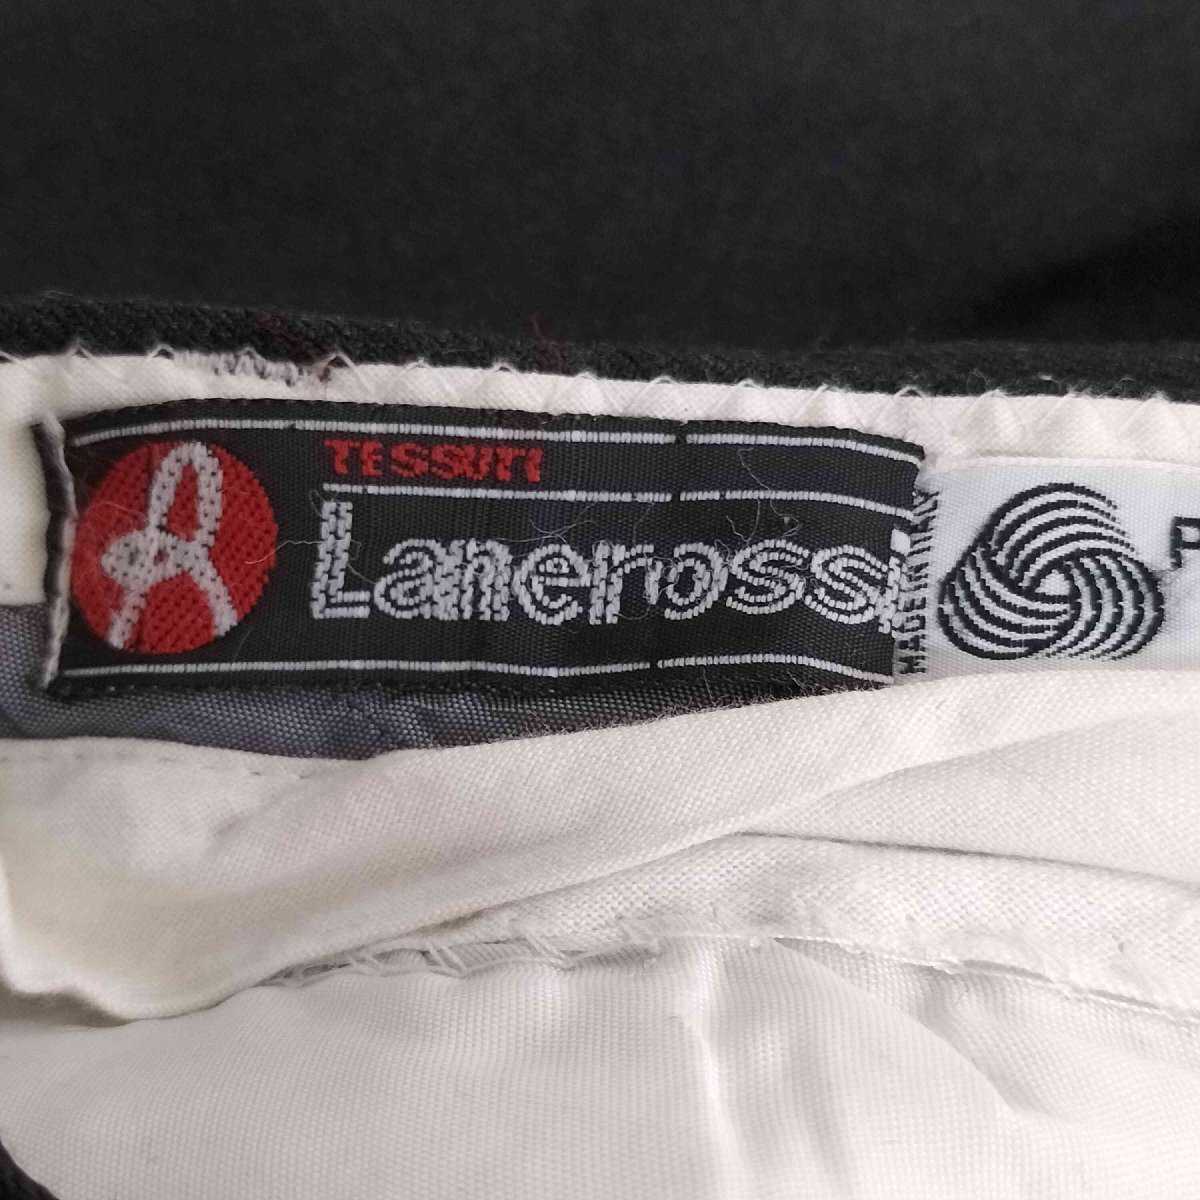 TESSUTI
Lanerossi
MADE IN ITALY
P